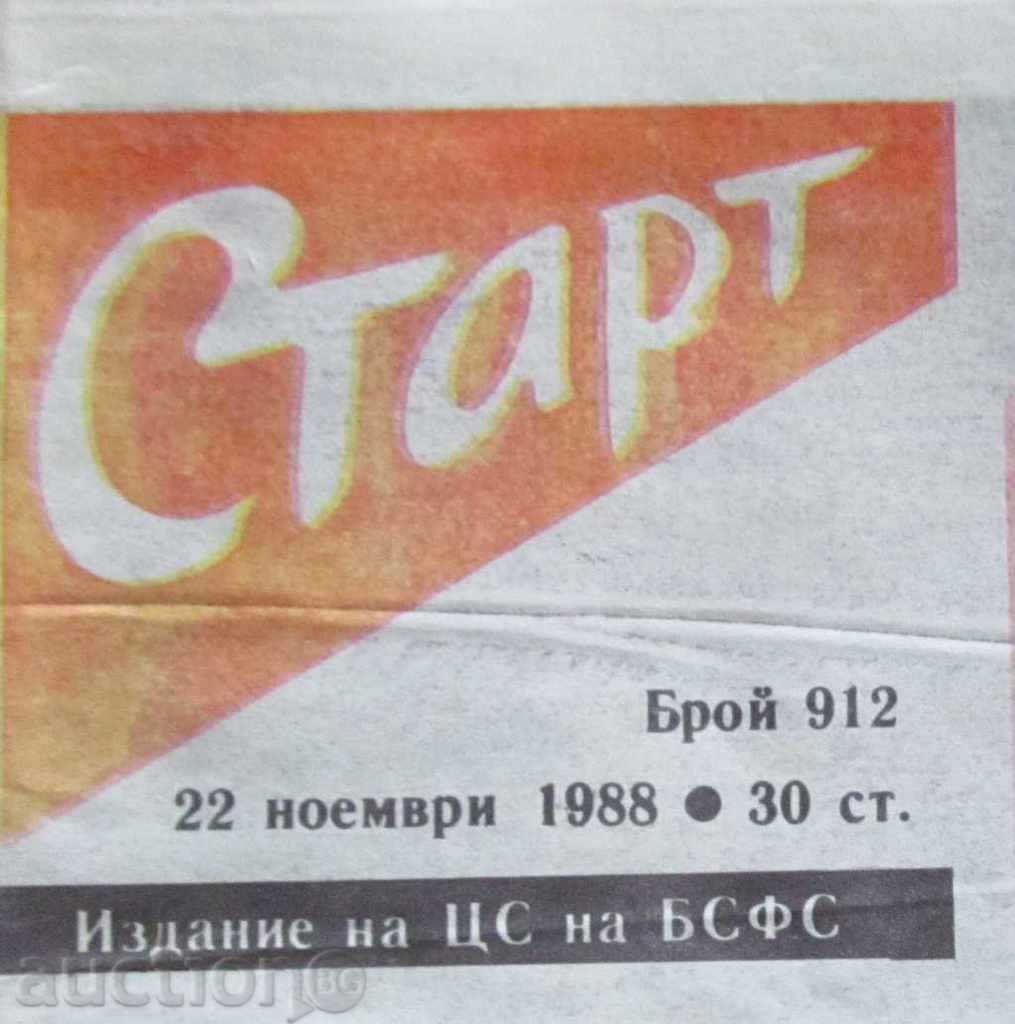 Старт
Брой 912
22 ноември 1988 ● 30 ст.
Издание на ЦС на БСФС
auction BG